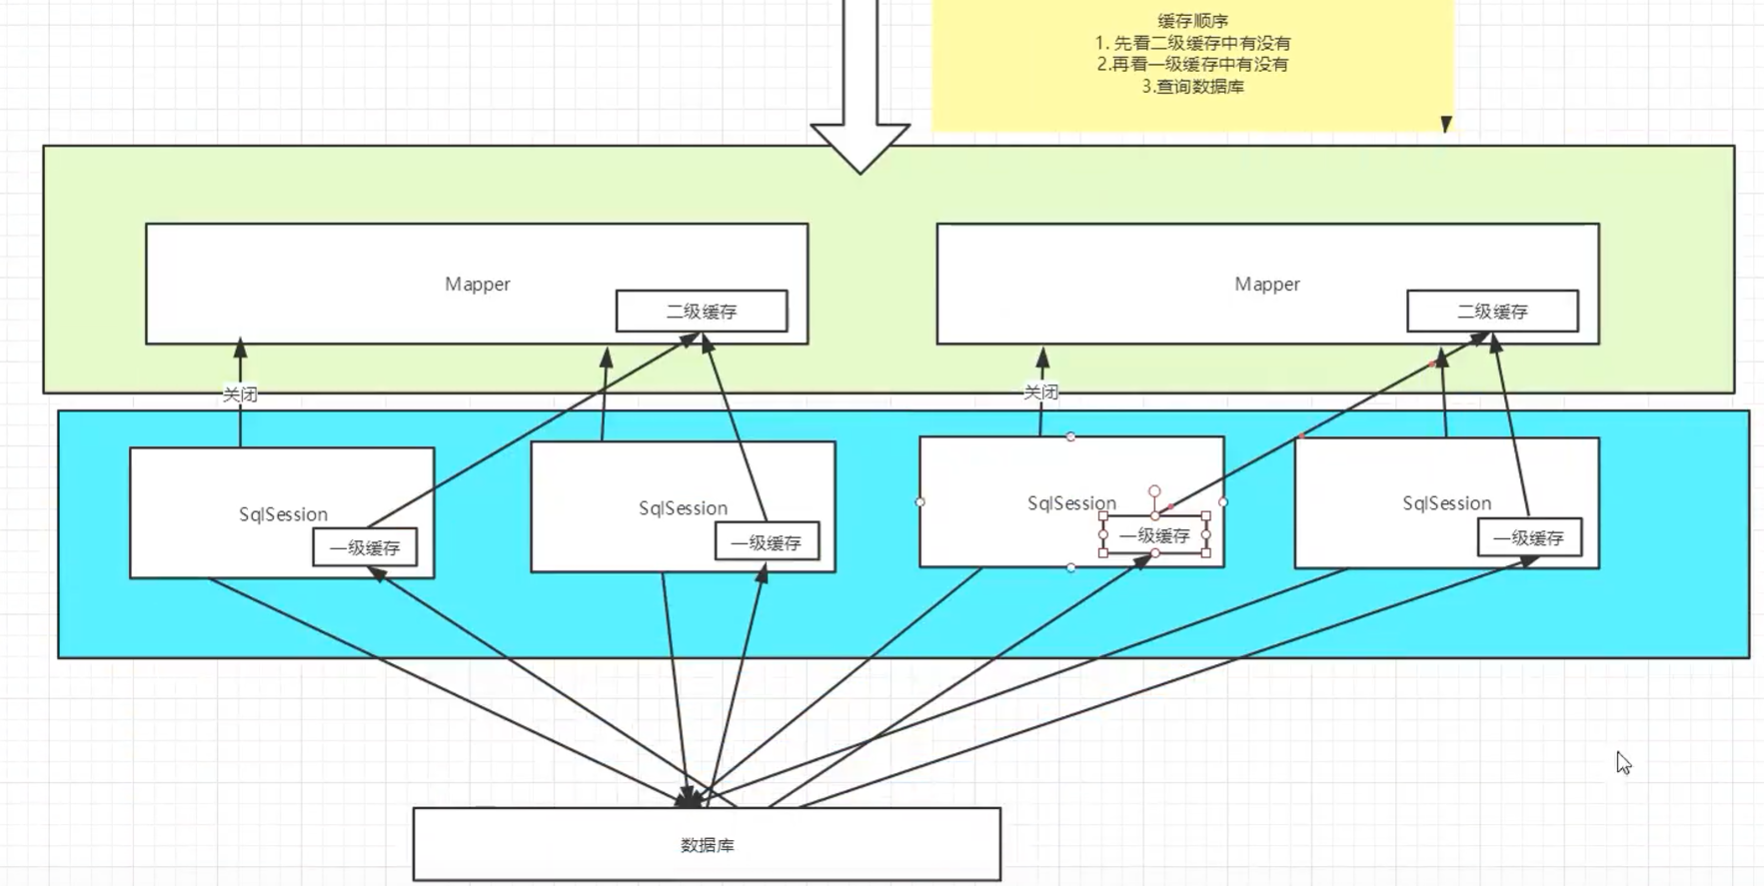 缓存顺序
1. 先看二级缓存中有没有
2.再看一级缓存中有没有
3.查询数据库
Mapper
二级缓存
Mapper
二级缓存
关闭
关闭
SqlSession
一级缓存
SqlSession
一级缓存
SqlSession
一级缓存
SqlSession
一级缓存
数据库